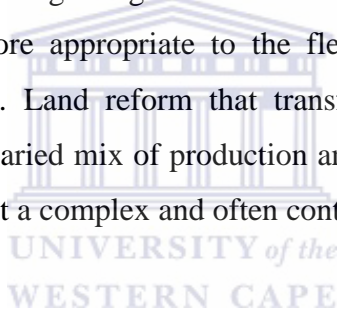 ore appropriate to the fle
. Land reform that transf
aried mix of production an
t a complex and often cont
UNIVERSITY of the
WESTERN CAPE